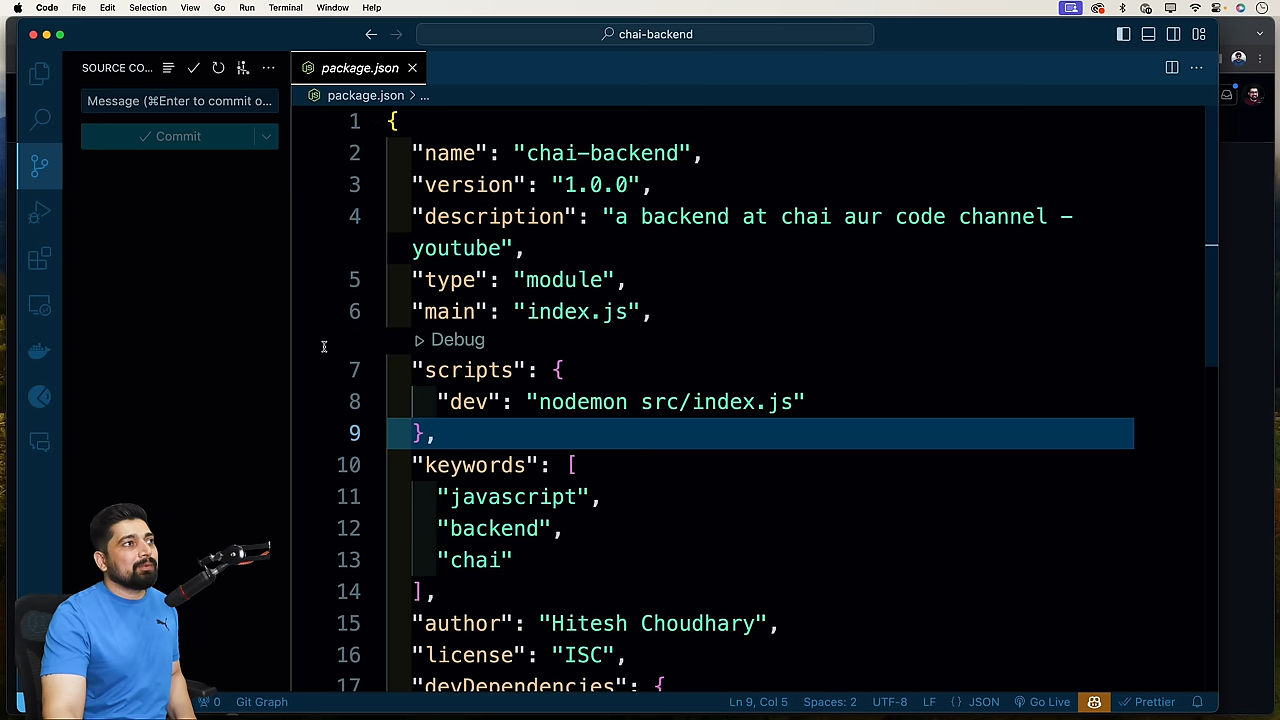 Code File Edit Selection View Go Run Terminal Window Help
chai-backend
SOURCE CO...
package.json
Message (⌘Enter to commit o...
package.json > ...
Commit
1 {
2 "name": "chai-backend",
3 "version": "1.0.0",
4 "description": "a backend at chai aur code channel -
youtube",
5 "type": "module",
6 "main": "index.js",
Debug
7 "scripts": {
8 "dev": "nodemon src/index.js"
9 },
10 "keywords": [
11 "javascript",
12 "backend",
13 "chai"
14 ],
15 "author": "Hitesh Choudhary",
16 "license": "ISC",
17 "devDependencies": {
0 Git Graph Ln 9, Col 5 Spaces: 2 UTF-8 LF {} JSON Go Live Prettier